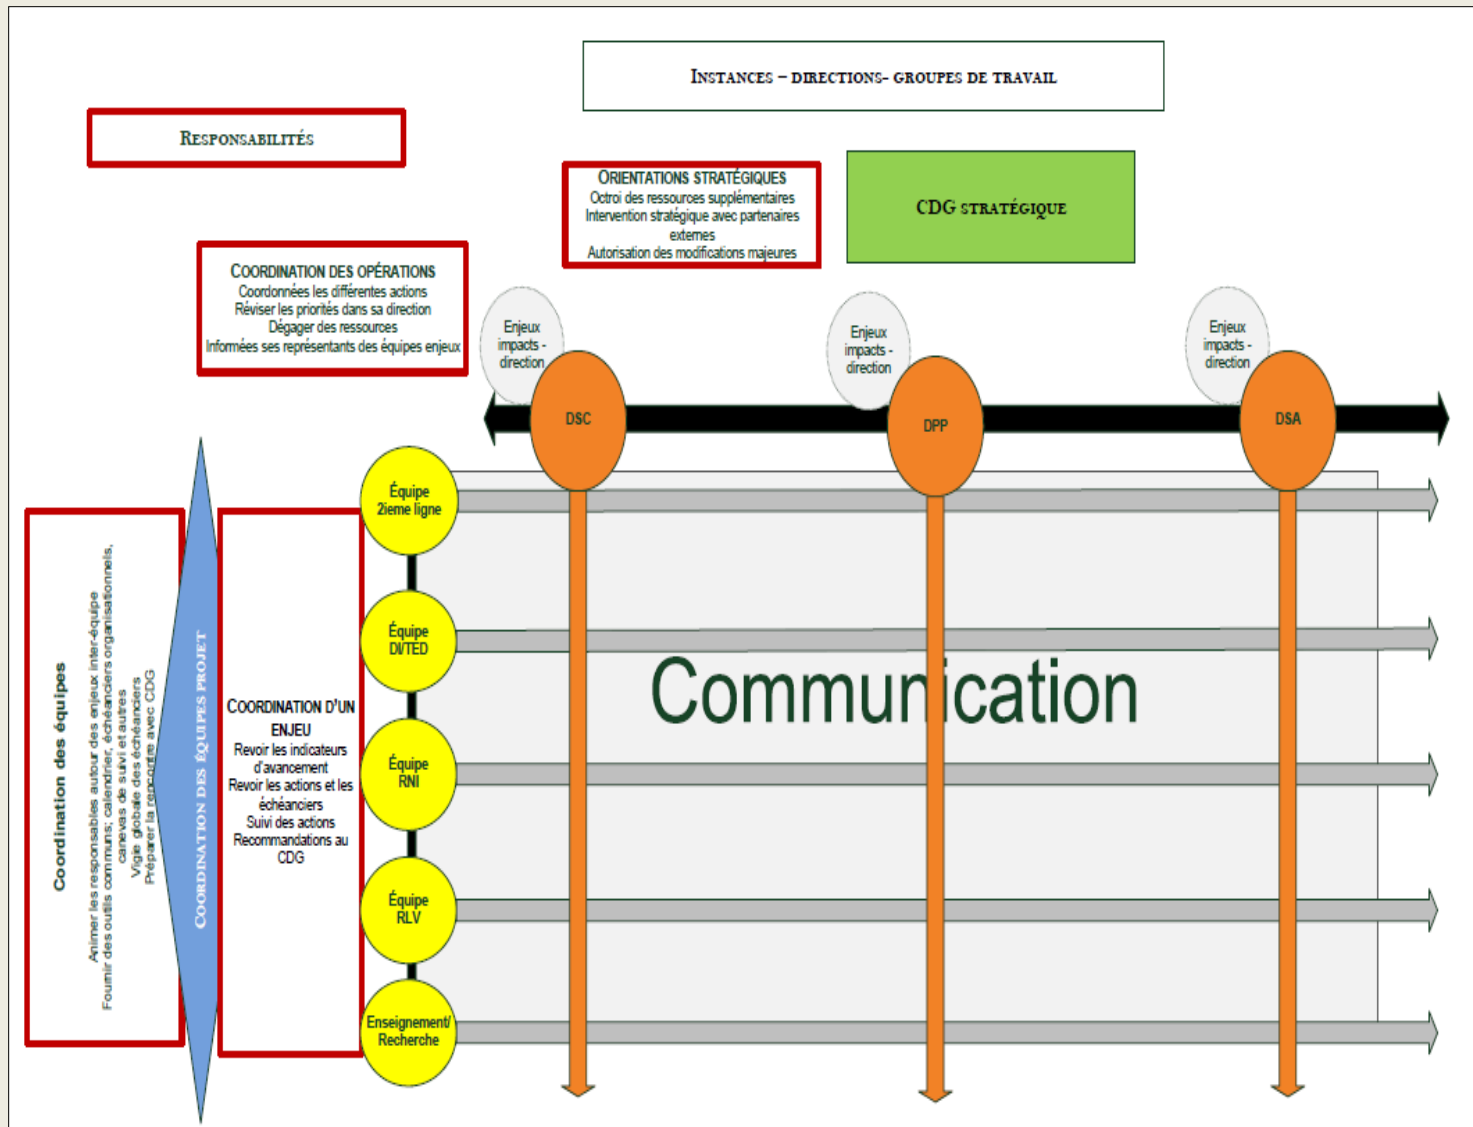 INSTANCES – DIRECTIONS- GROUPES DE TRAVAIL
RESPONSABILITÉS
ORIENTATIONS STRATÉGIQUES
Octroi des ressources supplémentaires
Intervention stratégique avec partenaires
externes
Autorisation des modifications majeures
CDG STRATÉGIQUE
COORDINATION DES OPÉRATIONS
Coordonnées les différentes actions
Réviser les priorités dans sa direction
Dégager des ressources
Informées ses représentants des équipes enjeux
Enjeux
impacts -
direction
Enjeux
impacts -
direction
Enjeux
impacts -
direction
DSC
DPP
DSA
Équipe
2ieme ligne
Équipe
DI/TED
Équipe
RNI
Équipe
RLV
Enseignement/
Recherche
Communication
Coordination des équipes
Animer les responsables autour des enjeux inter-équipe
Fournir des outils communs; calendrier, échéanciers organisationnels,
canevas de suivi et autres
Vigie globale des échéanciers
Préparer la rencontre avec CDG
COORDINATION DES ÉQUIPES PROJET
COORDINATION D'UN
ENJEU
Revoir les indicateurs
d'avancement
Revoir les actions et les
échéanciers
Suivi des actions
Recommandations au
CDG